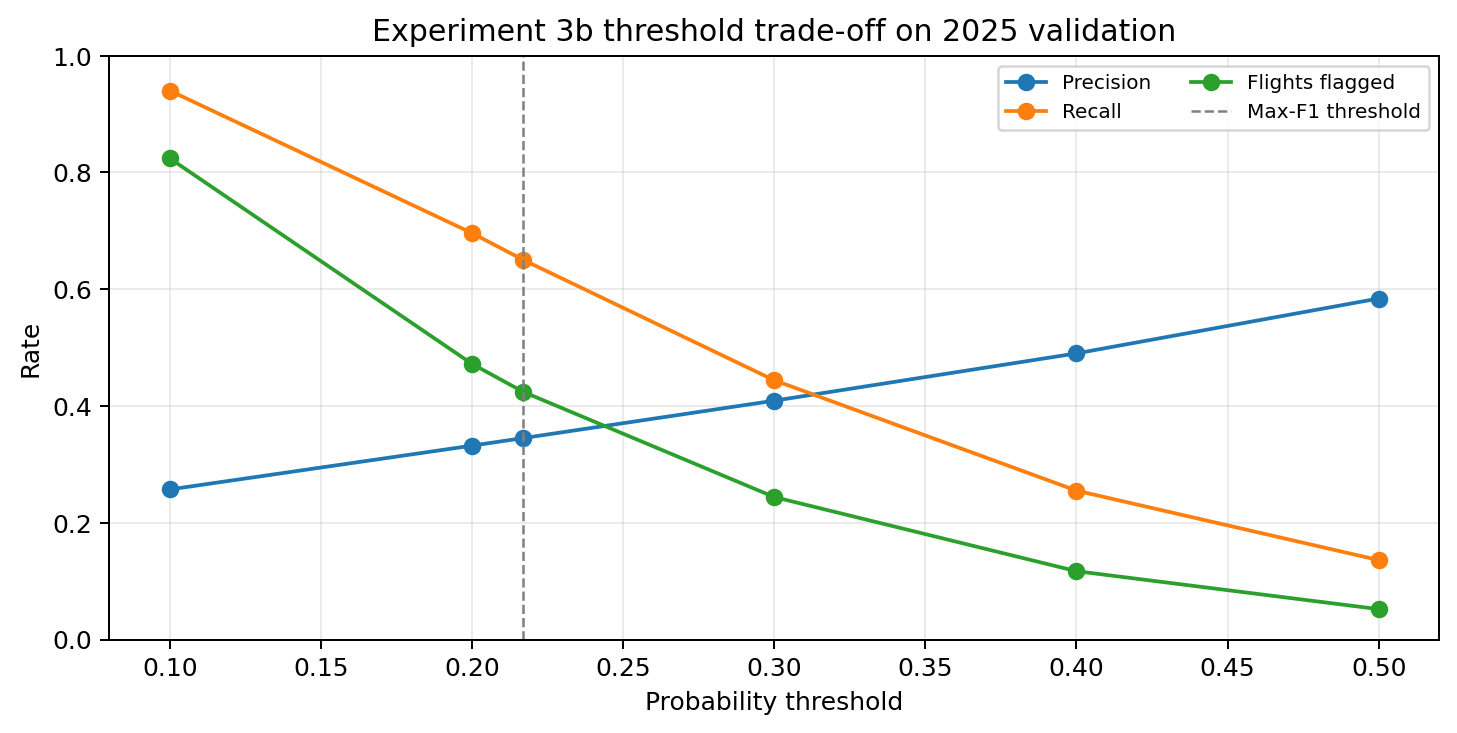 Experiment 3b threshold trade-off on 2025 validation
Precision
Recall
Flights flagged
Max-F1 threshold
1.0
0.8
0.6
0.4
0.2
0.0
Rate
0.10 0.15 0.20 0.25 0.30 0.35 0.40 0.45 0.50
Probability threshold